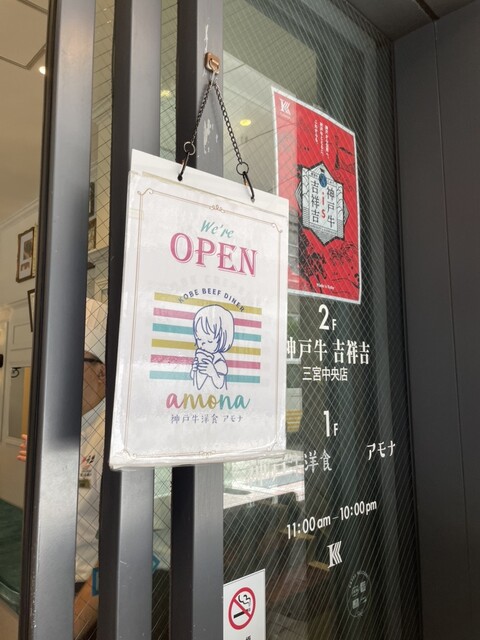 We're
OPEN
KOBE BEEF DINER
amona
神戸牛洋食 アモナ
神戸牛
吉祥吉
2F
神戸牛 吉祥吉
三宮中央店
1F
洋食 アモナ
11:00am – 10:00pm